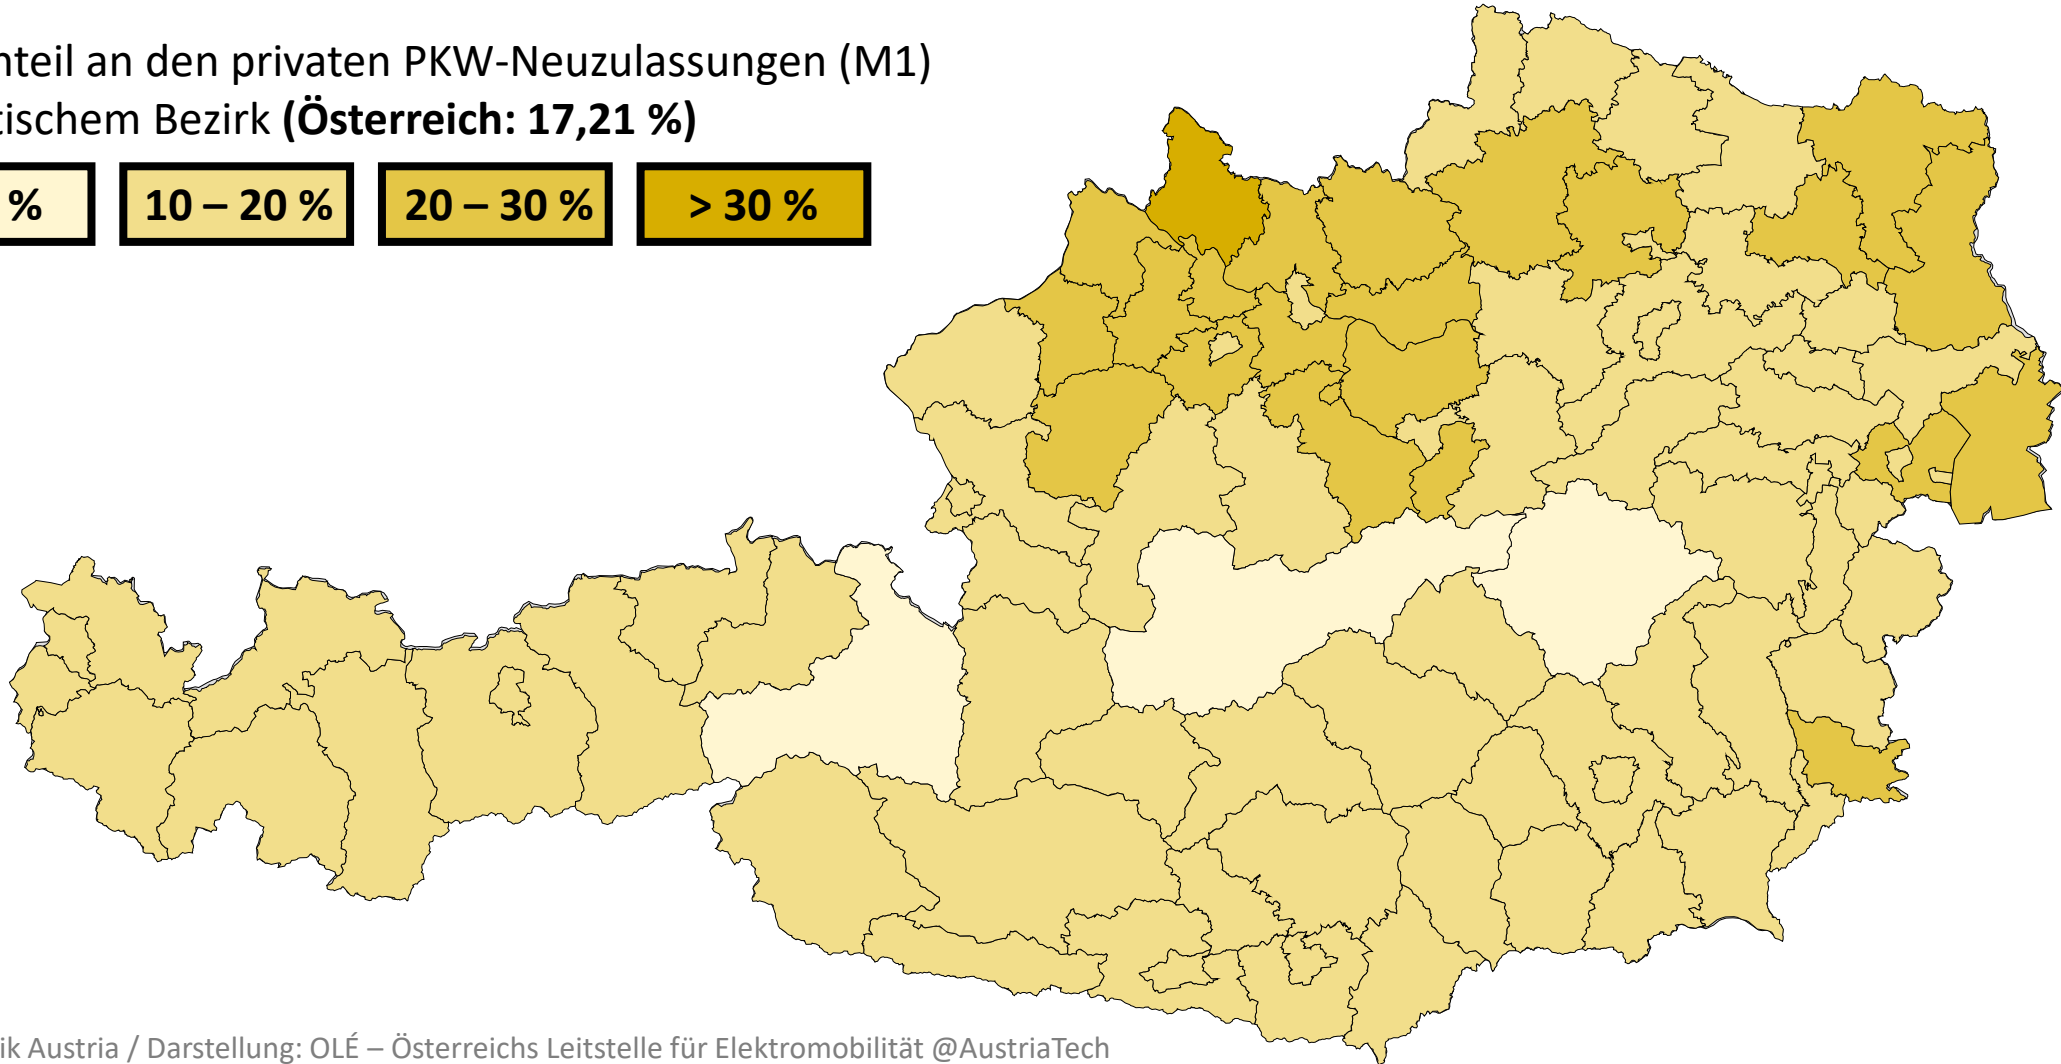 nteil an den privaten PKW-Neuzulassungen (M1)
tischem Bezirk (Österreich: 17,21 %)
% 10 – 20 % 20 – 30 % > 30 %
ik Austria / Darstellung: OLÉ – Österreichs Leitstelle für Elektromobilität @AustriaTech